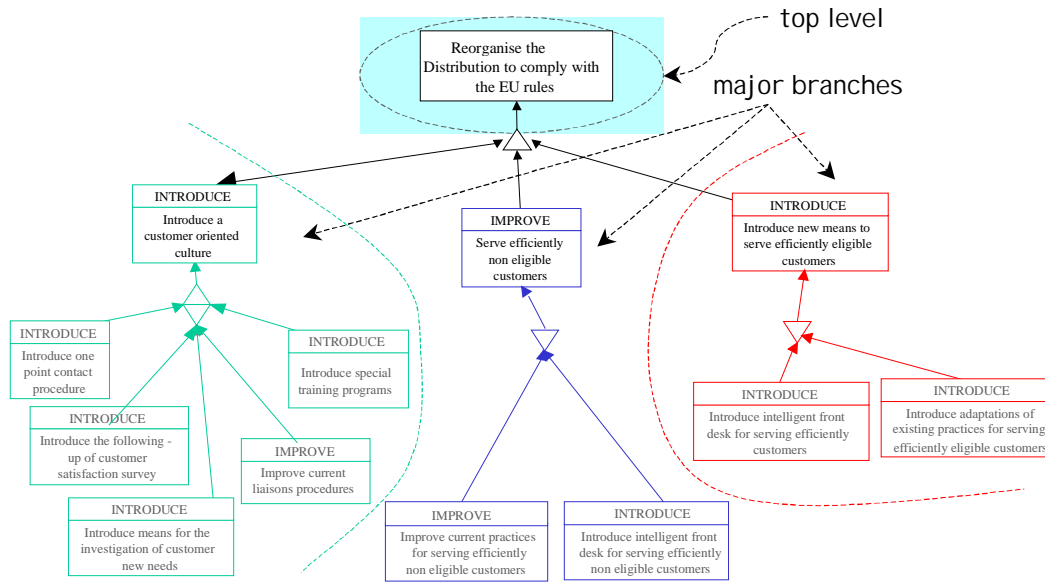 top level
Reorganise the
Distribution to comply with
the EU rules
major branches
INTRODUCE
Introduce a
customer oriented
culture
IMPROVE
Serve efficiently
non eligible
customers
INTRODUCE
Introduce new means to
serve efficiently eligible
customers
INTRODUCE
Introduce one
point contact
procedure
INTRODUCE
Introduce special
training programs
INTRODUCE
Introduce the following -
up of customer
satisfaction survey
IMPROVE
Improve current
liaisons procedures
INTRODUCE
Introduce means for the
investigation of customer
new needs
IMPROVE
Improve current practices
for serving efficiently
non eligible customers
INTRODUCE
Introduce intelligent front
desk for serving efficiently
non eligible customers
INTRODUCE
Introduce intelligent front
desk for serving efficiently
customers
INTRODUCE
Introduce adaptations of
existing practices for serving
efficiently eligible customers